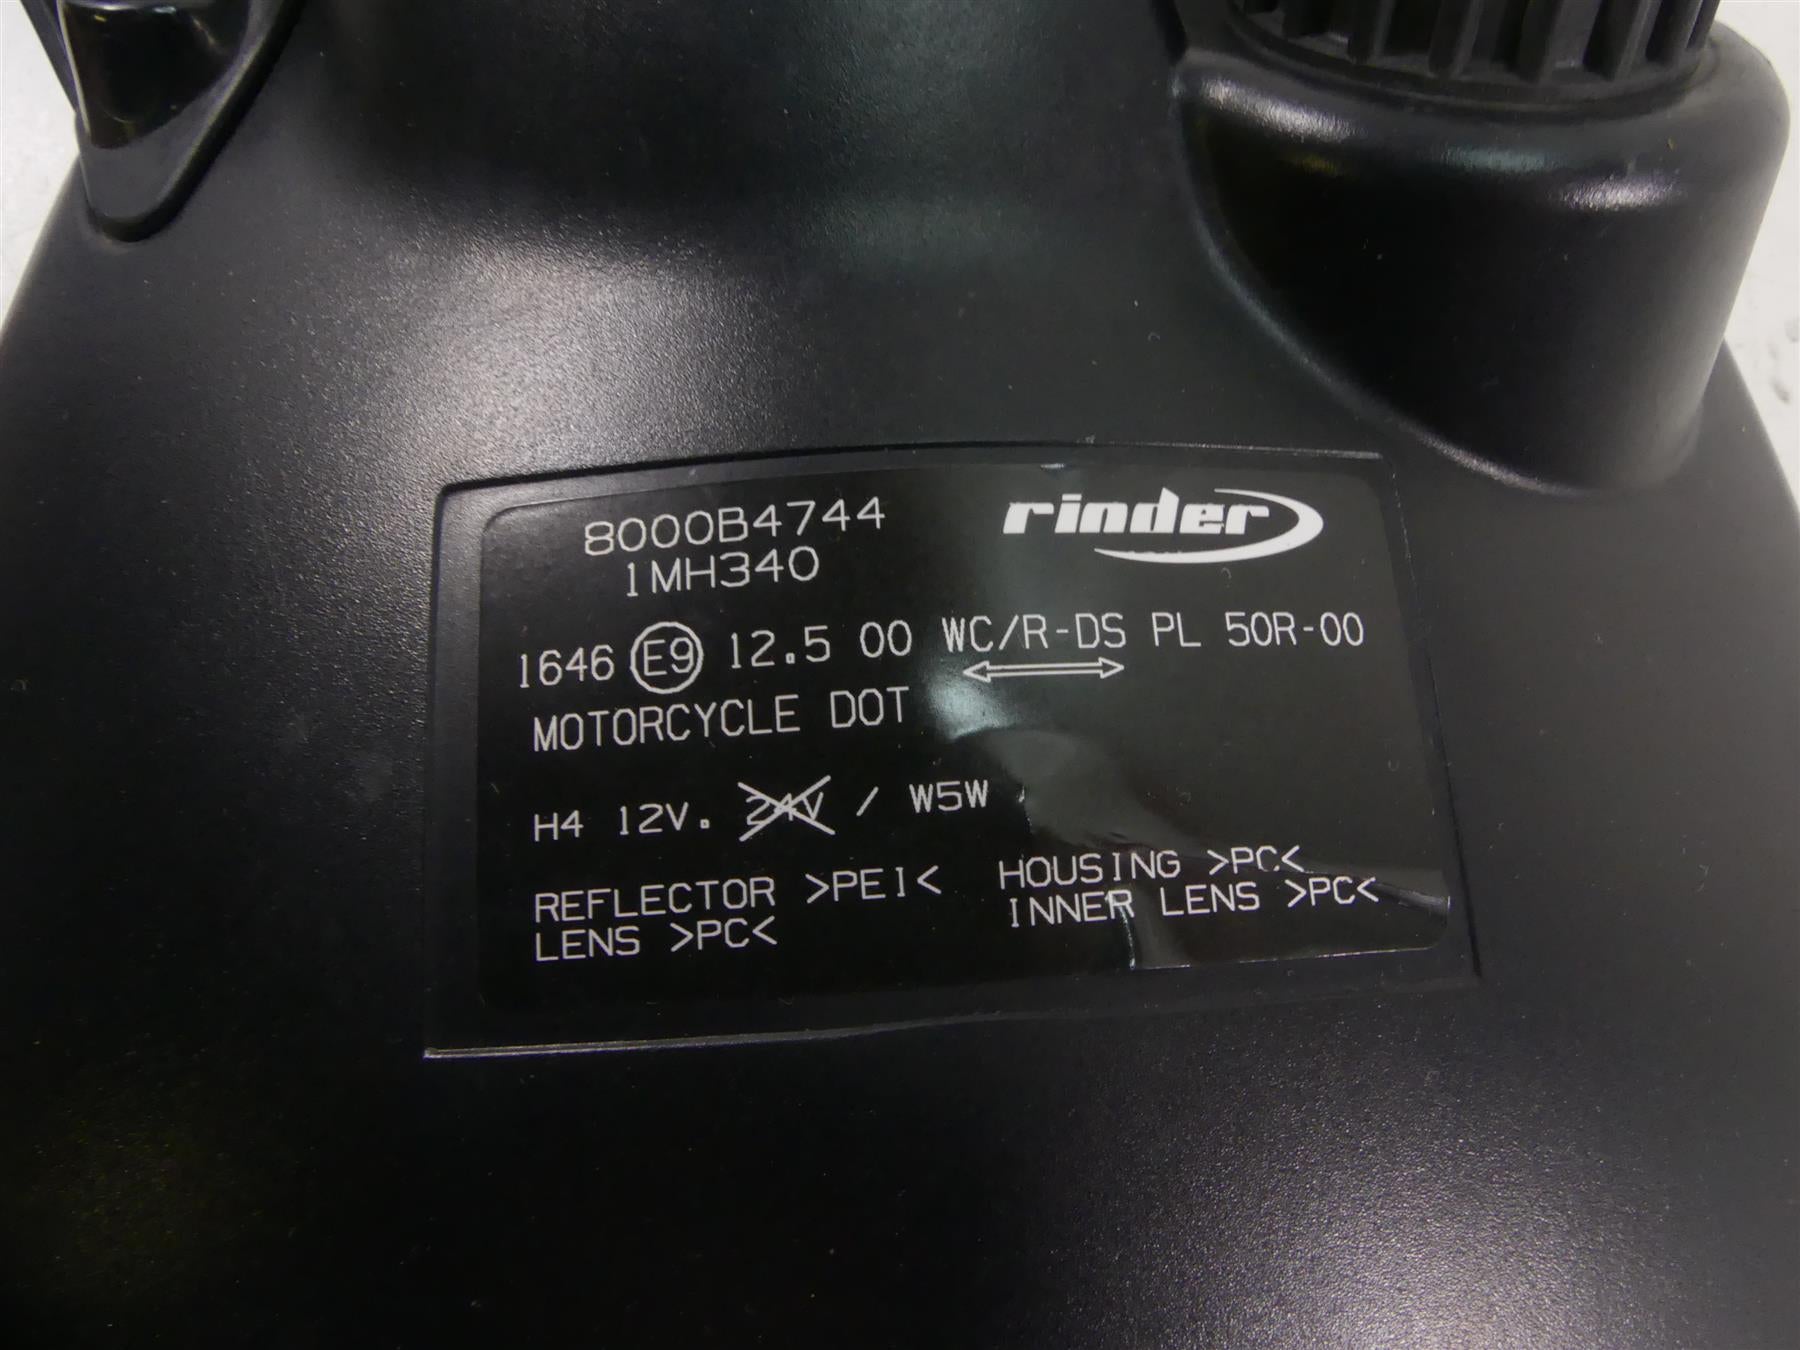 8000B4744
rinder
1MH340
1646 E9 12.5 00 WC/R-DS PL 50R-00
MOTORCYCLE DOT
H4 12V. 24V / W5W
REFLECTOR >PEI< HOUSING >PC<
LENS >PC< INNER LENS >PC<